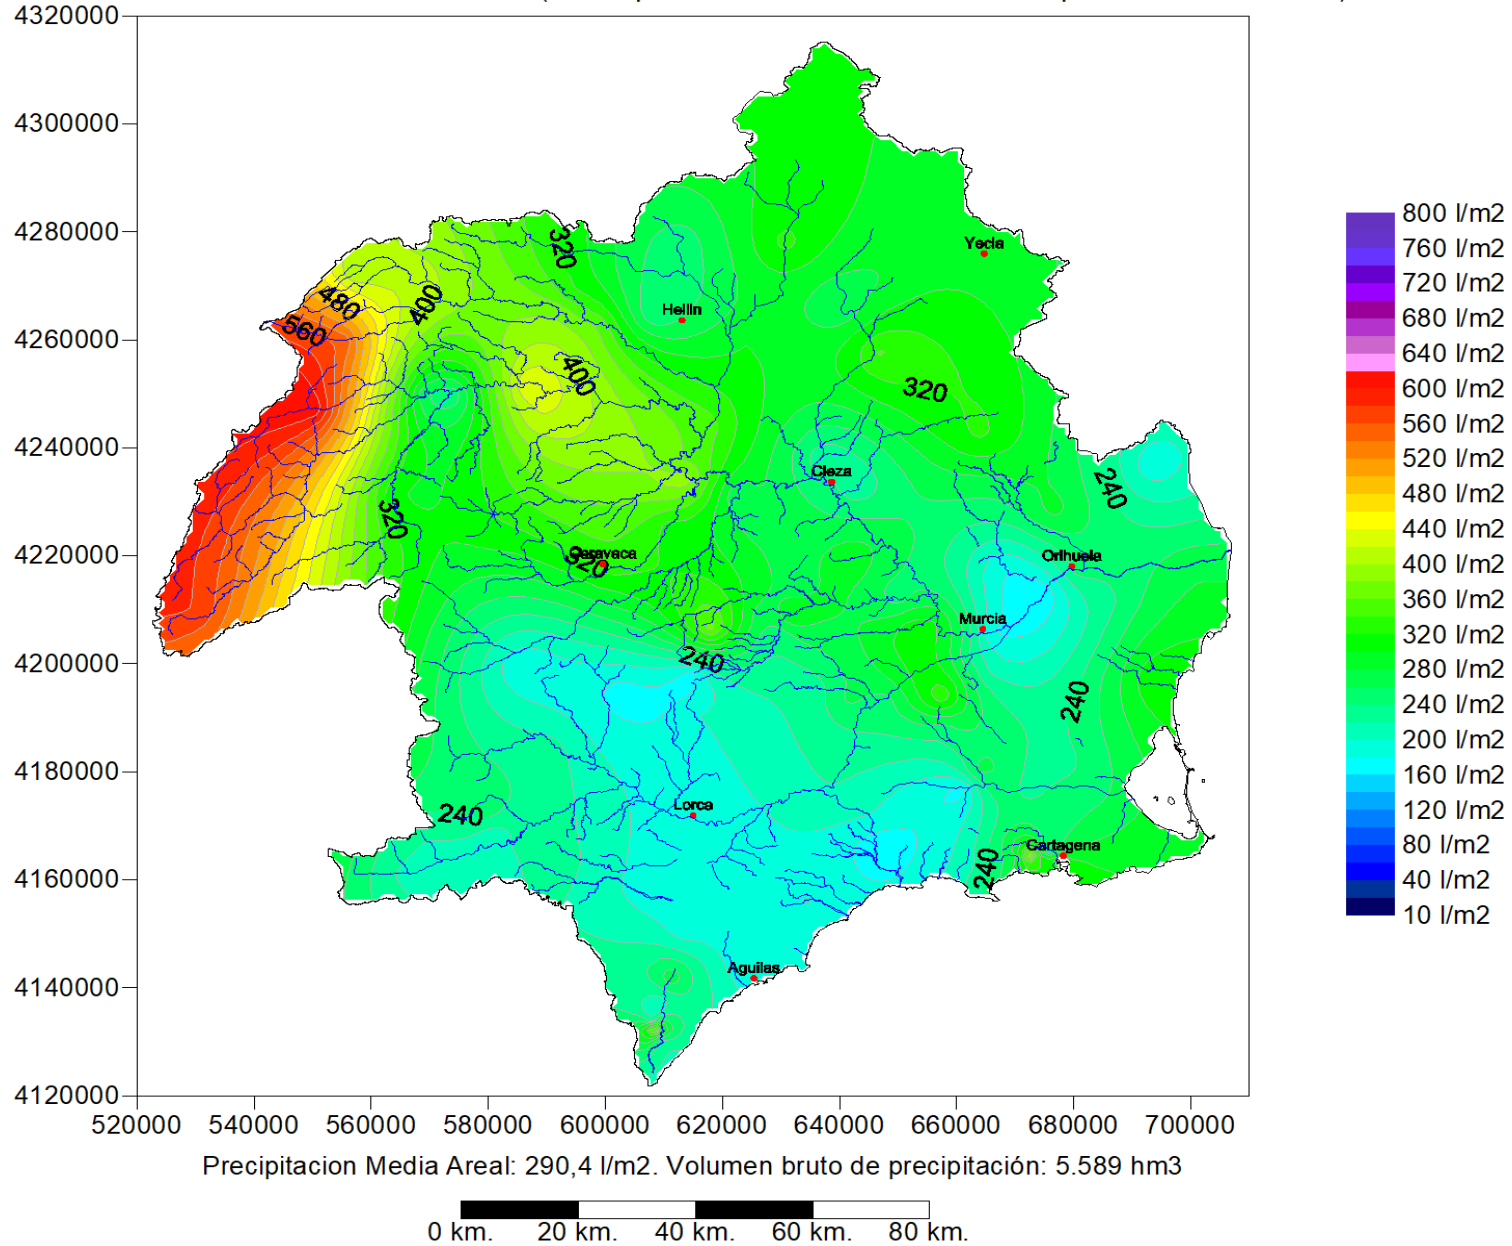 4320000
4300000
4280000
4260000
4240000
4220000
4200000
4180000
4160000
4140000
4120000
520000 540000 560000 580000 600000 620000 640000 660000 680000 700000
320
Yecla
480
400
560
Hellín
400
320
Cieza
240
320
Caravaca
320
Orihuela
Murcia
240
240
Lorca
240
Cartagena
240
Aguilas
800 l/m2
760 l/m2
720 l/m2
680 l/m2
640 l/m2
600 l/m2
560 l/m2
520 l/m2
480 l/m2
440 l/m2
400 l/m2
360 l/m2
320 l/m2
280 l/m2
240 l/m2
200 l/m2
160 l/m2
120 l/m2
80 l/m2
40 l/m2
10 l/m2
Precipitacion Media Areal: 290,4 l/m2. Volumen bruto de precipitación: 5.589 hm3
0 km. 20 km. 40 km. 60 km. 80 km.